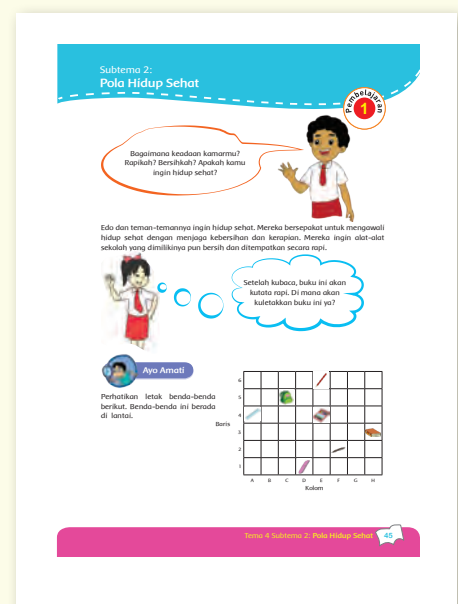 Subtema 2:
Pola Hidup Sehat
Pembelajaran
1
Bagaimana keadaan kamarmu?
Rapikah? Bersihkah? Apakah kamu
ingin hidup sehat?
Edo dan teman-temannya ingin hidup sehat. Mereka bersepakat untuk mengawali
hidup sehat dengan menjaga kebersihan dan kerapian. Mereka ingin alat-alat
sekolah yang dimilikinya pun bersih dan ditempatkan secara rapi.
Setelah kubaca, buku ini akan
kutata rapi. Di mana akan
kuletakkan buku ini ya?
Ayo Amati
Perhatikan letak benda-benda
berikut. Benda-benda ini berada
di lantai.
Baris
6
5
4
3
2
1
A B C D E F G H
Kolom
Tema 4 Subtema 2: Pola Hidup Sehat 45